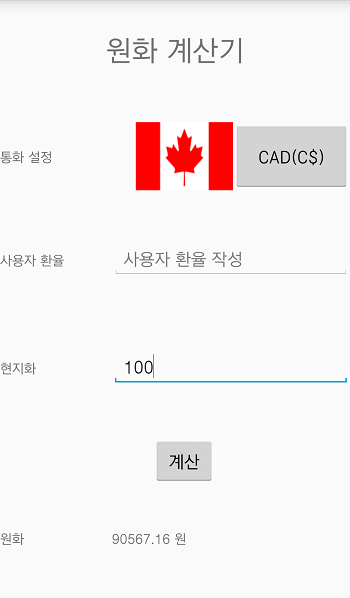 원화 계산기
통화 설정 CAD(C$)
사용자 환율 사용자 환율 작성
현지화 100
계산
원화 90567.16 원